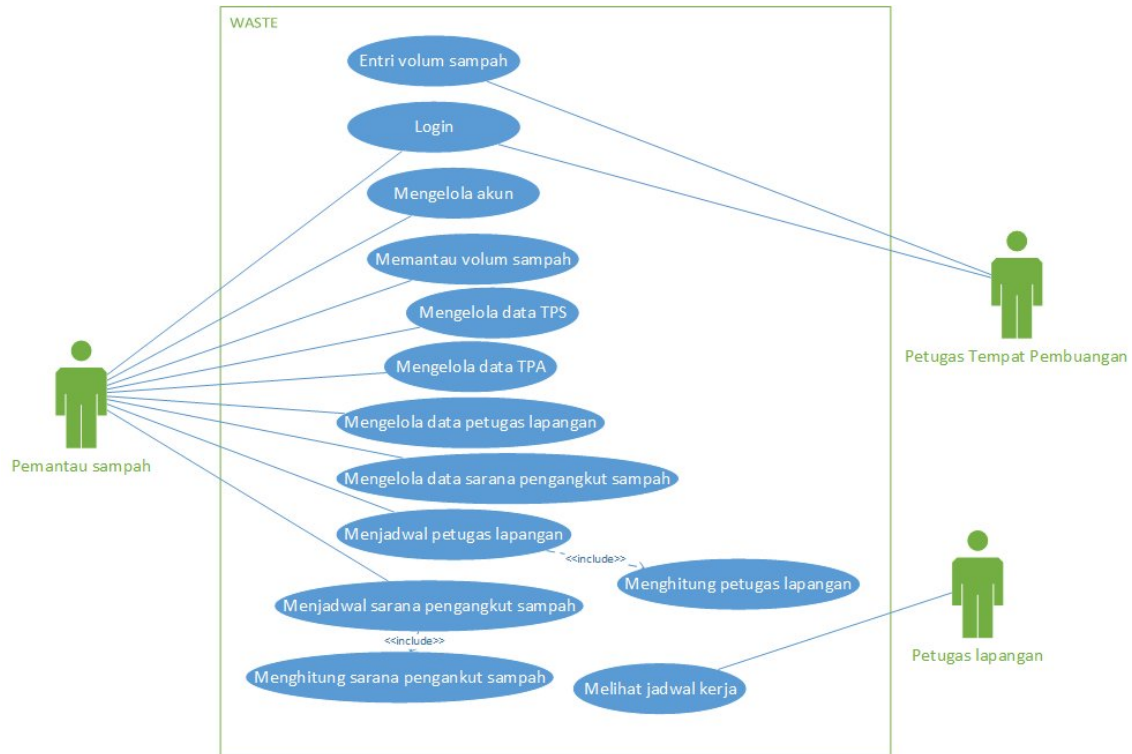 WASTE
Entri volum sampah
Login
Mengelola akun
Memantau volum sampah
Mengelola data TPS
Mengelola data TPA
Mengelola data petugas lapangan
Mengelola data sarana pengangkut sampah
Menjadwal petugas lapangan
<<include>>
Menghitung petugas lapangan
Menjadwal sarana pengangkut sampah
<<include>>
Menghitung sarana pengankut sampah
Melihat jadwal kerja
Pemantau sampah
Petugas Tempat Pembuangan
Petugas lapangan